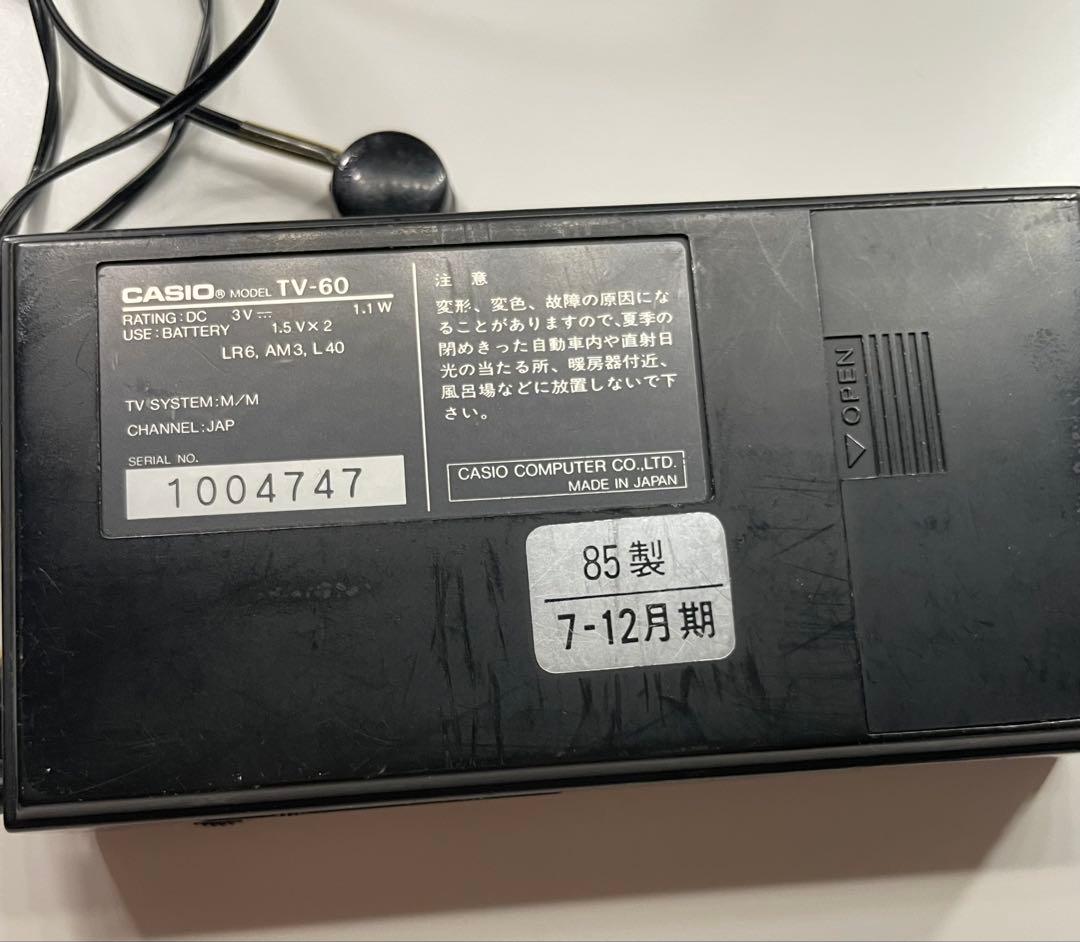 CASIO® MODEL TV-60
RATING: DC 3V⎓ 1.1W
USE: BATTERY 1.5V×2
LR6, AM3, L40
TV SYSTEM: M/M
CHANNEL: JAP
SERIAL NO.
1004747
注 意
変形、変色、故障の原因にな
ることがありますので、夏季の
閉めきった自動車内や直射日
光の当たる所、暖房器付近、
風呂場などに放置しないで下
さい。
CASIO COMPUTER CO., LTD.
MADE IN JAPAN
OPEN
85製
7-12月期